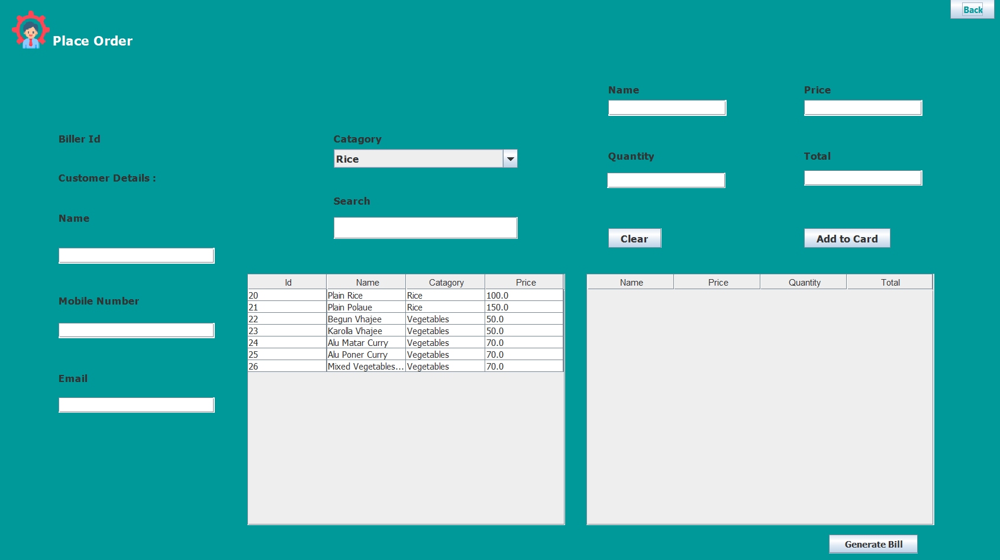 Back
Place Order
Name
Price
Biller Id
Catagory
Rice
Quantity
Total
Customer Details :
Search
Name
Clear
Add to Card
Mobile Number
Email
Id Name Catagory Price
20 Plain Rice Rice 100.0
21 Plain Polaue Rice 150.0
22 Begun Vhajee Vegetables 50.0
23 Karolla Vhajee Vegetables 50.0
24 Alu Matar Curry Vegetables 70.0
25 Alu Poner Curry Vegetables 70.0
26 Mixed Vegetables... Vegetables 70.0
Name Price Quantity Total
Generate Bill